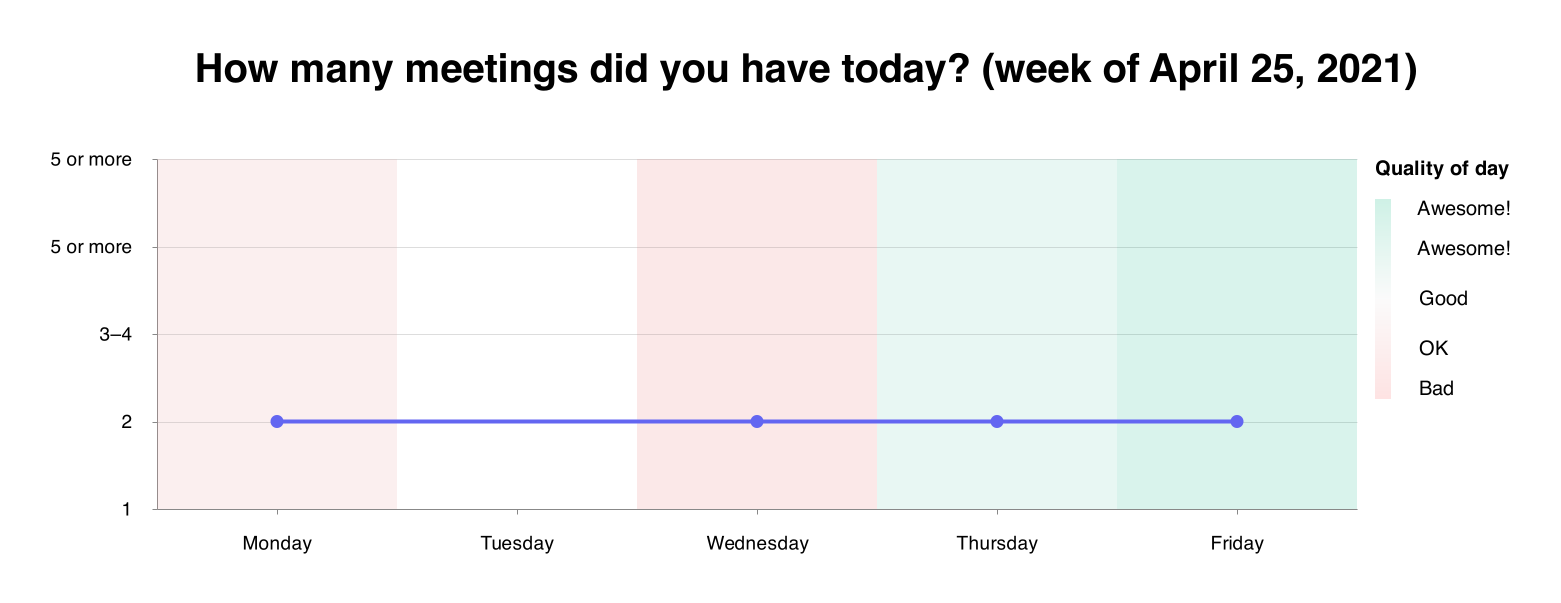 How many meetings did you have today? (week of April 25, 2021)
5 or more
5 or more
3–4
2
1
Monday
Tuesday
Wednesday
Thursday
Friday
Quality of day
Awesome!
Awesome!
Good
OK
Bad